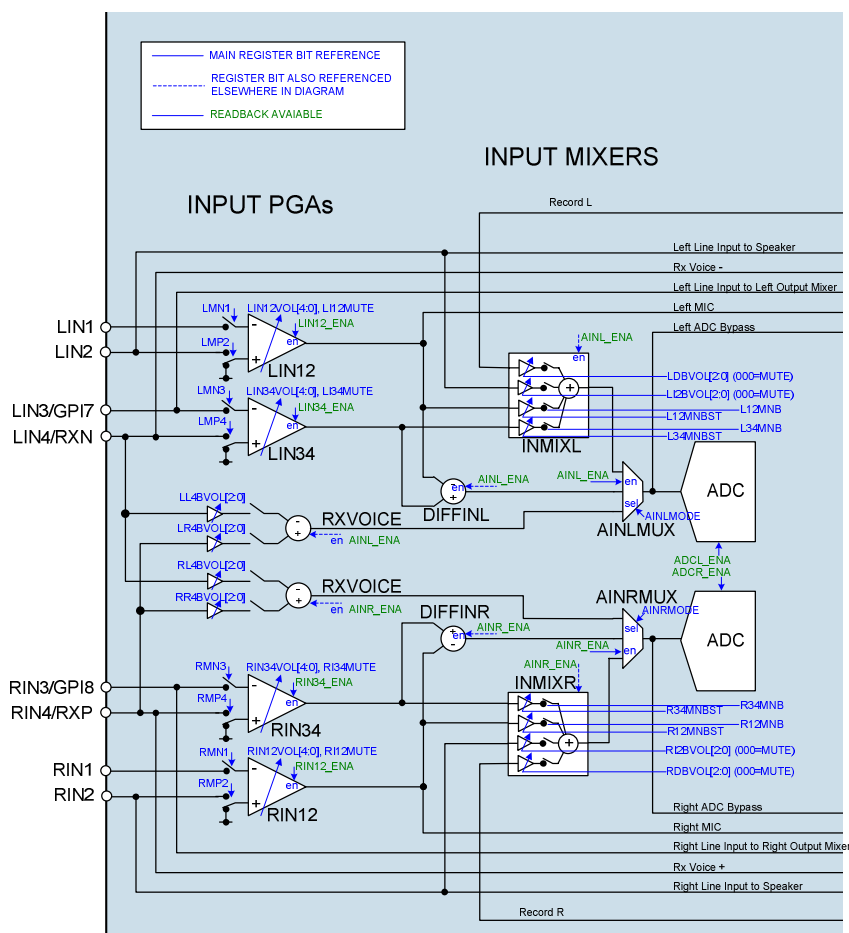 MAIN REGISTER BIT REFERENCE
REGISTER BIT ALSO REFERENCED
ELSEWHERE IN DIAGRAM
READBACK AVAIABLE
INPUT MIXERS
INPUT PGAs
Record L
Left Line Input to Speaker
Rx Voice -
Left Line Input to Left Output Mixer
Left MIC
Left ADC Bypass
LIN1
LIN2
LMN1
LMP2
LIN12VOL[4:0], LI12MUTE
LIN12_ENA
-
+
en
LIN12
LIN3/GPI7
LIN4/RXN
LMN3
LMP4
LIN34VOL[4:0], LI34MUTE
LIN34_ENA
-
+
en
LIN34
AINL_ENA
en
+
LDBVOL[2:0] (000=MUTE)
LI2BVOL[2:0] (000=MUTE)
L12MNB
L12MNBST
L34MNB
L34MNBST
INMIXL
AINL_ENA
-
en
+
DIFFINL
AINL_ENA
en
sel
AINLMODE
AINLMUX
ADC
LL4BVOL[2:0]
LR4BVOL[2:0]
-
+
RXVOICE
en
AINL_ENA
ADCL_ENA
ADCR_ENA
RL4BVOL[2:0]
RR4BVOL[2:0]
-
+
RXVOICE
en
AINR_ENA
DIFFINR
+
en
-
AINR_ENA
AINRMUX
AINRMODE
sel
en
AINR_ENA
ADC
RIN3/GPI8
RIN4/RXP
RMN3
RMP4
RIN34VOL[4:0], RI34MUTE
RIN34_ENA
-
+
en
RIN34
AINR_ENA
INMIXR
+
R34MNB
R34MNBST
R12MNB
R12MNBST
RI2BVOL[2:0] (000=MUTE)
RDBVOL[2:0] (000=MUTE)
RIN1
RIN2
RMN1
RMP2
RIN12VOL[4:0], RI12MUTE
RIN12_ENA
-
+
en
RIN12
Right ADC Bypass
Right MIC
Right Line Input to Right Output Mixer
Rx Voice +
Right Line Input to Speaker
Record R